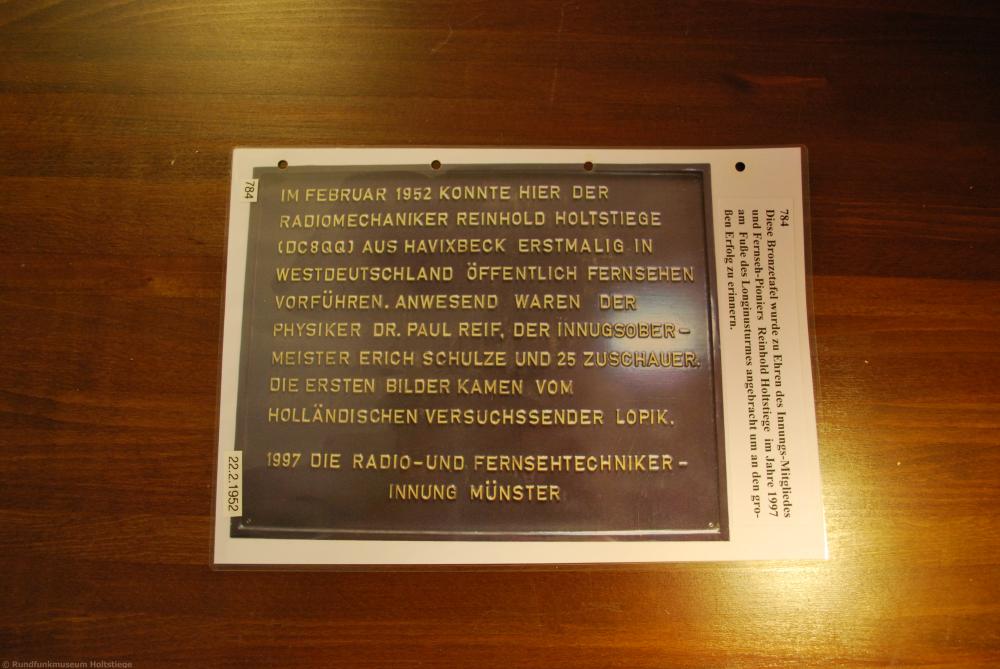 784
IM FEBRUAR 1952 KONNTE HIER DER
RADIOMECHANIKER REINHOLD HOLTSTIEGE
(DC8QQ) AUS HAVIXBECK ERSTMALIG IN
WESTDEUTSCHLAND ÖFFENTLICH FERNSEHEN
VORFÜHREN. ANWESEND WAREN DER
PHYSIKER DR. PAUL REIF, DER INNUGSOBER-
MEISTER ERICH SCHULZE UND 25 ZUSCHAUER.
DIE ERSTEN BILDER KAMEN VOM
HOLLÄNDISCHEN VERSUCHSSENDER LOPIK.
1997 DIE RADIO-UND FERNSEHTECHNIKER-
INNUNG MÜNSTER
22.2.1952
784
Diese Bronzetafel wurde zu Ehren des Innungs-Mitgliedes
und Fernseh-Pioniers Reinhold Holtstiege im Jahre 1997
am Fuße des Longinusturmes angebracht um an den gro-
ßen Erfolg zu erinnern.
© Rundfunkmuseum Holtstiege